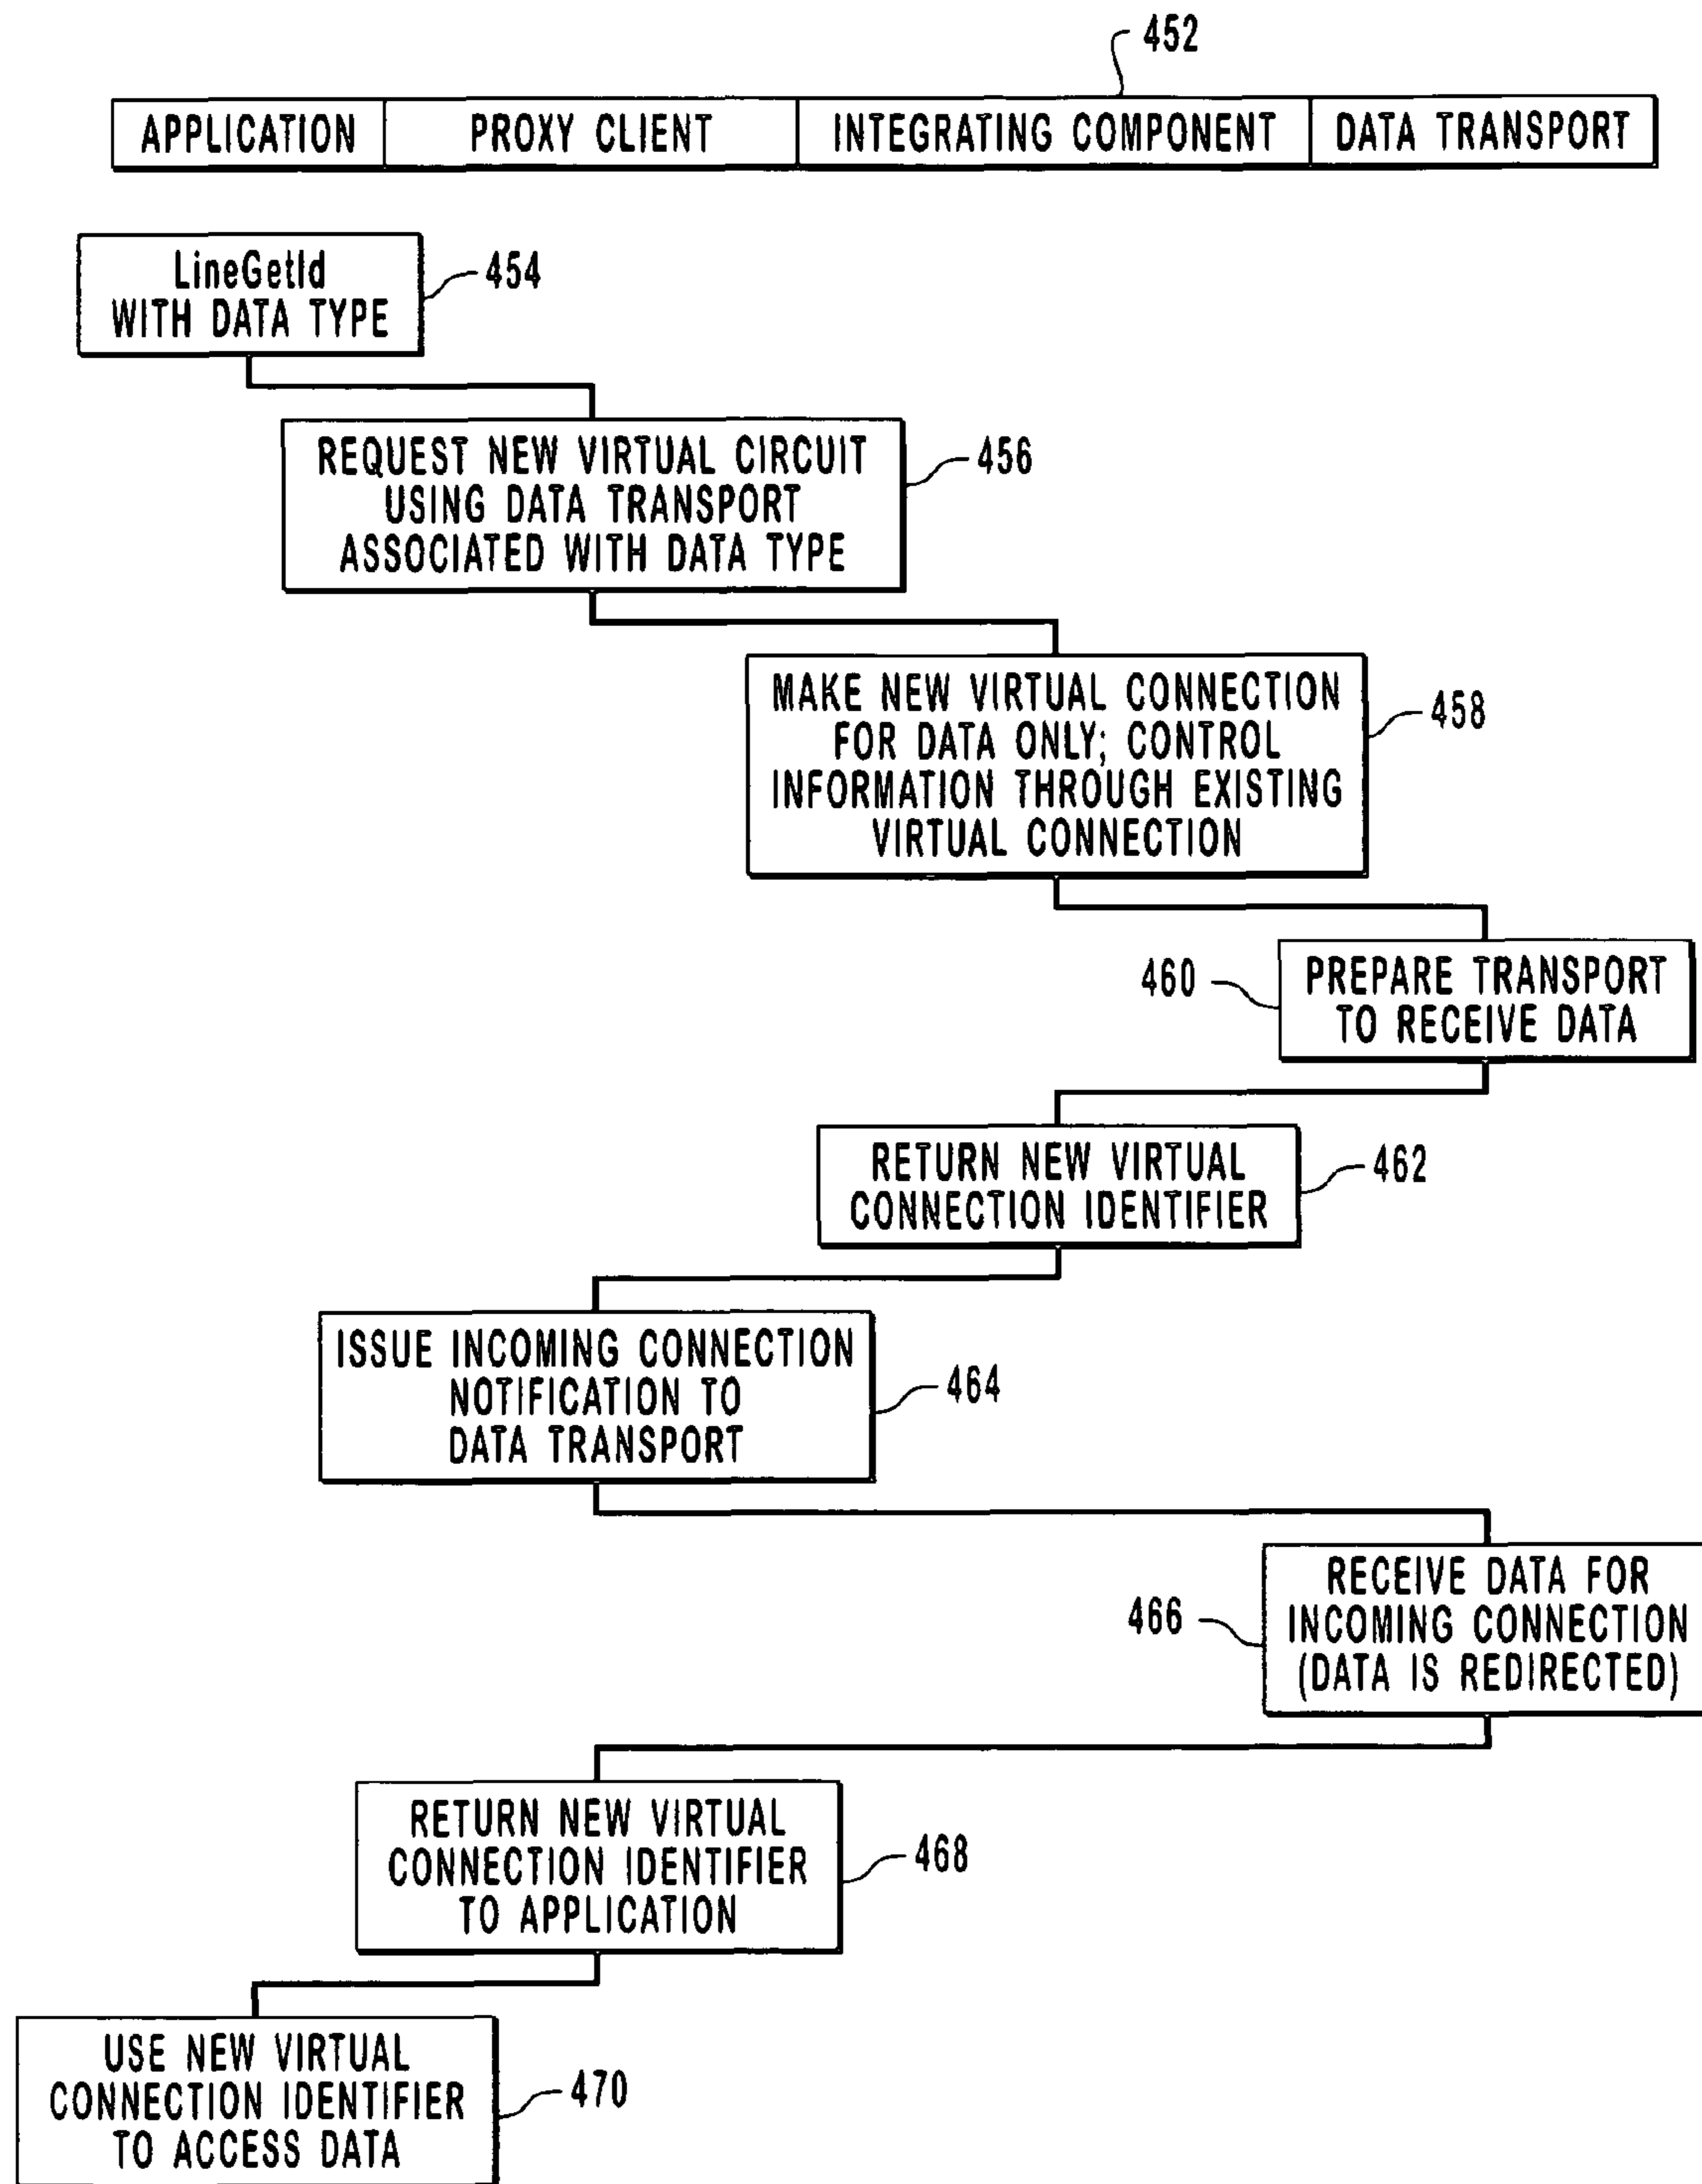 452
APPLICATION PROXY CLIENT INTEGRATING COMPONENT DATA TRANSPORT
LineGetId
WITH DATA TYPE
454
REQUEST NEW VIRTUAL CIRCUIT
USING DATA TRANSPORT
ASSOCIATED WITH DATA TYPE
456
MAKE NEW VIRTUAL CONNECTION
FOR DATA ONLY; CONTROL
INFORMATION THROUGH EXISTING
VIRTUAL CONNECTION
458
460
PREPARE TRANSPORT
TO RECEIVE DATA
RETURN NEW VIRTUAL
CONNECTION IDENTIFIER
462
ISSUE INCOMING CONNECTION
NOTIFICATION TO
DATA TRANSPORT
464
466
RECEIVE DATA FOR
INCOMING CONNECTION
(DATA IS REDIRECTED)
RETURN NEW VIRTUAL
CONNECTION IDENTIFIER
TO APPLICATION
468
USE NEW VIRTUAL
CONNECTION IDENTIFIER
TO ACCESS DATA
470